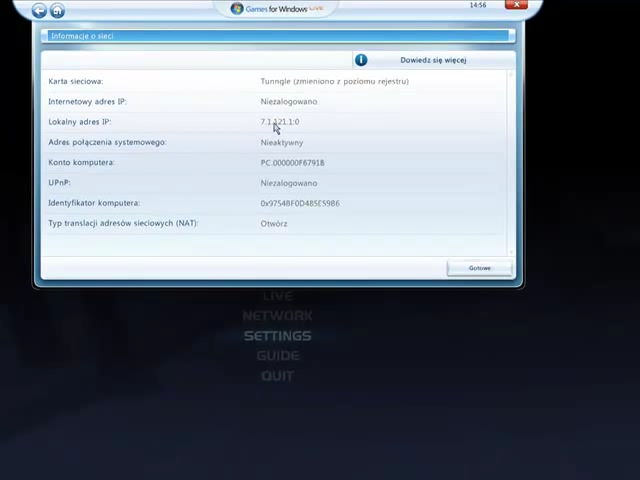 Games for Windows LIVE
14:56
Informacje o sieci
Dowiedz się więcej
Karta sieciowa: Tunngle (zmieniono z poziomu rejestru)
Internetowy adres IP: Niezalogowano
Lokalny adres IP: 7.1.121.1:0
Adres połączenia systemowego: Nieaktywny
Konto komputera: PC.000000F6791B
UPnP: Niezalogowano
Identyfikator komputera:
Typ translacji adresów sieciowych (NAT): Otwórz
Gotowe
LIVE
NETWORK
SETTINGS
GUIDE
QUIT